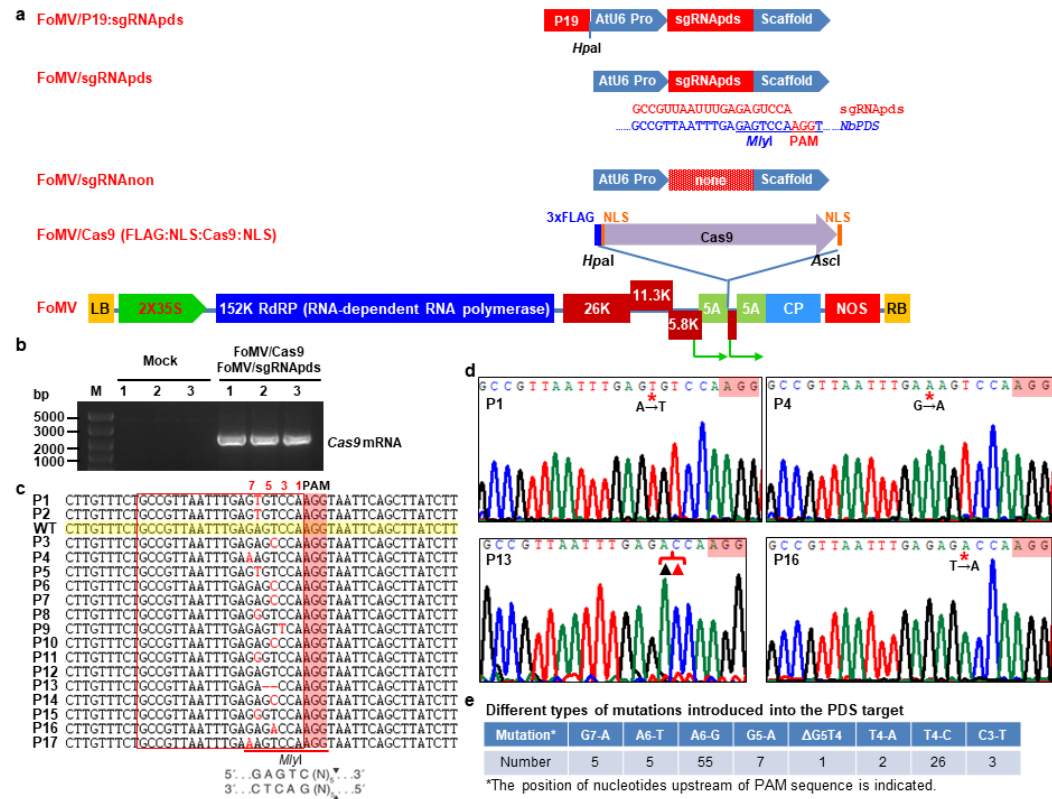 a
FoMV/P19:sgRNApds
P19 AtU6 Pro sgRNApds Scaffold
HpaI
FoMV/sgRNApds
AtU6 Pro sgRNApds Scaffold
GCCGUUAAUUUGAGAGUCCA sgRNApds
......GCCGTTAATTTGAGAGTCCAAGGT......NbPDS
MlyI PAM
FoMV/sgRNAnon
AtU6 Pro none Scaffold
3xFLAG NLS NLS
FoMV/Cas9 (FLAG:NLS:Cas9:NLS)
Cas9
HpaI AscI
FoMV LB 2X35S 152K RdRP (RNA-dependent RNA polymerase) 26K 11.3K 5.8K 5A 5A CP NOS RB
b
Mock FoMV/Cas9
FoMV/sgRNApds
bp M 1 2 3 1 2 3
5000
3000
2000
1000
Cas9 mRNA
c
7 5 3 1 PAM
P1 CTTGTTTCTGCCGTTAATTTGAGTGTCCAAGGTAATTCAGCTTATCTT
P2 CTTGTTTCTGCCGTTAATTTGAGTGTCCAAGGTAATTCAGCTTATCTT
WT CTTGTTTCTGCCGTTAATTTGAGAGTCCAAGGTAATTCAGCTTATCTT
P3 CTTGTTTCTGCCGTTAATTTGAGAGCCCAAGGTAATTCAGCTTATCTT
P4 CTTGTTTCTGCCGTTAATTTGAAAGTCCAAGGTAATTCAGCTTATCTT
P5 CTTGTTTCTGCCGTTAATTTGAGTGTCCAAGGTAATTCAGCTTATCTT
P6 CTTGTTTCTGCCGTTAATTTGAGAGCCCAAGGTAATTCAGCTTATCTT
P7 CTTGTTTCTGCCGTTAATTTGAGAGCCCAAGGTAATTCAGCTTATCTT
P8 CTTGTTTCTGCCGTTAATTTGAGGGTCCAAGGTAATTCAGCTTATCTT
P9 CTTGTTTCTGCCGTTAATTTGAGAGTTCAAGGTAATTCAGCTTATCTT
P10 CTTGTTTCTGCCGTTAATTTGAGAGCCCAAGGTAATTCAGCTTATCTT
P11 CTTGTTTCTGCCGTTAATTTGAGGGTCCAAGGTAATTCAGCTTATCTT
P12 CTTGTTTCTGCCGTTAATTTGAGAGTCCAAGGTAATTCAGCTTATCTT
P13 CTTGTTTCTGCCGTTAATTTGAGA--CCAAGGTAATTCAGCTTATCTT
P14 CTTGTTTCTGCCGTTAATTTGAGAGCCCAAGGTAATTCAGCTTATCTT
P15 CTTGTTTCTGCCGTTAATTTGAGGGTCCAAGGTAATTCAGCTTATCTT
P16 CTTGTTTCTGCCGTTAATTTGAGAGACCAAGGTAATTCAGCTTATCTT
P17 CTTGTTTCTGCCGTTAATTTGAAAGTCCAAGGTAATTCAGCTTATCTT
MlyI
5′...GAGTC(N)5▼...3′
3′...CTCAG(N)5▲...5′
d
GCCGTTAATTTGAGTGTCCAAGG
P1 *
A→T
GCCGTTAATTTGAAAGTCCAAGG
P4 *
G→A
GCCGTTAATTTGAGACCAAGG
P13
GCCGTTAATTTGAGAGACCAAGG
P16 *
T→A
e Different types of mutations introduced into the PDS target
Mutation* G7-A A6-T A6-G G5-A ΔG5T4 T4-A T4-C C3-T
Number 5 5 55 7 1 2 26 3
*The position of nucleotides upstream of PAM sequence is indicated.